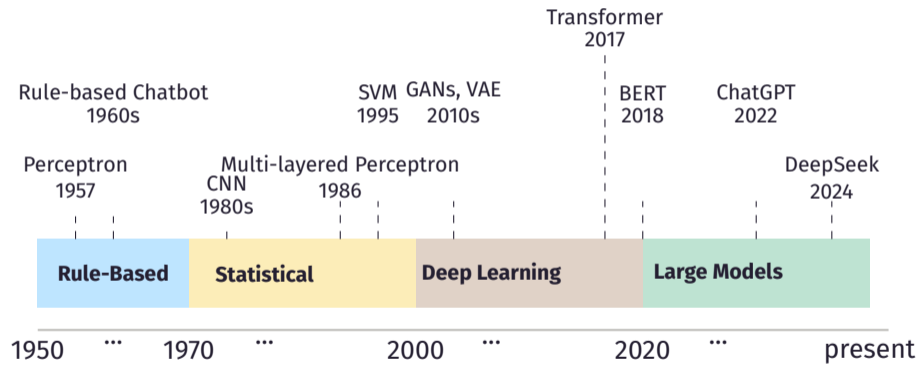 Transformer
2017
Rule-based Chatbot
1960s
SVM
1995
GANs, VAE
2010s
BERT
2018
ChatGPT
2022
Perceptron
1957
Multi-layered Perceptron
1986
CNN
1980s
DeepSeek
2024
Rule-Based
Statistical
Deep Learning
Large Models
1950 ... 1970 ... 2000 ... 2020 ... present